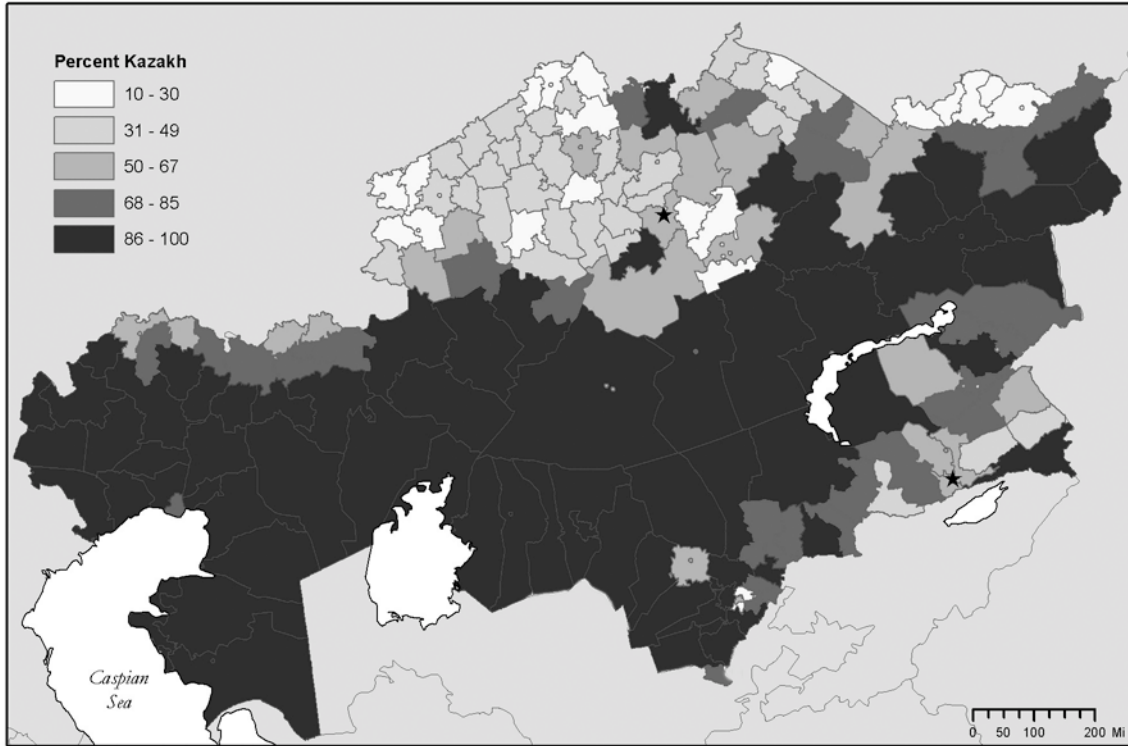 Percent Kazakh
10 - 30
31 - 49
50 - 67
68 - 85
86 - 100
Caspian
Sea
0 50 100 200 Mi